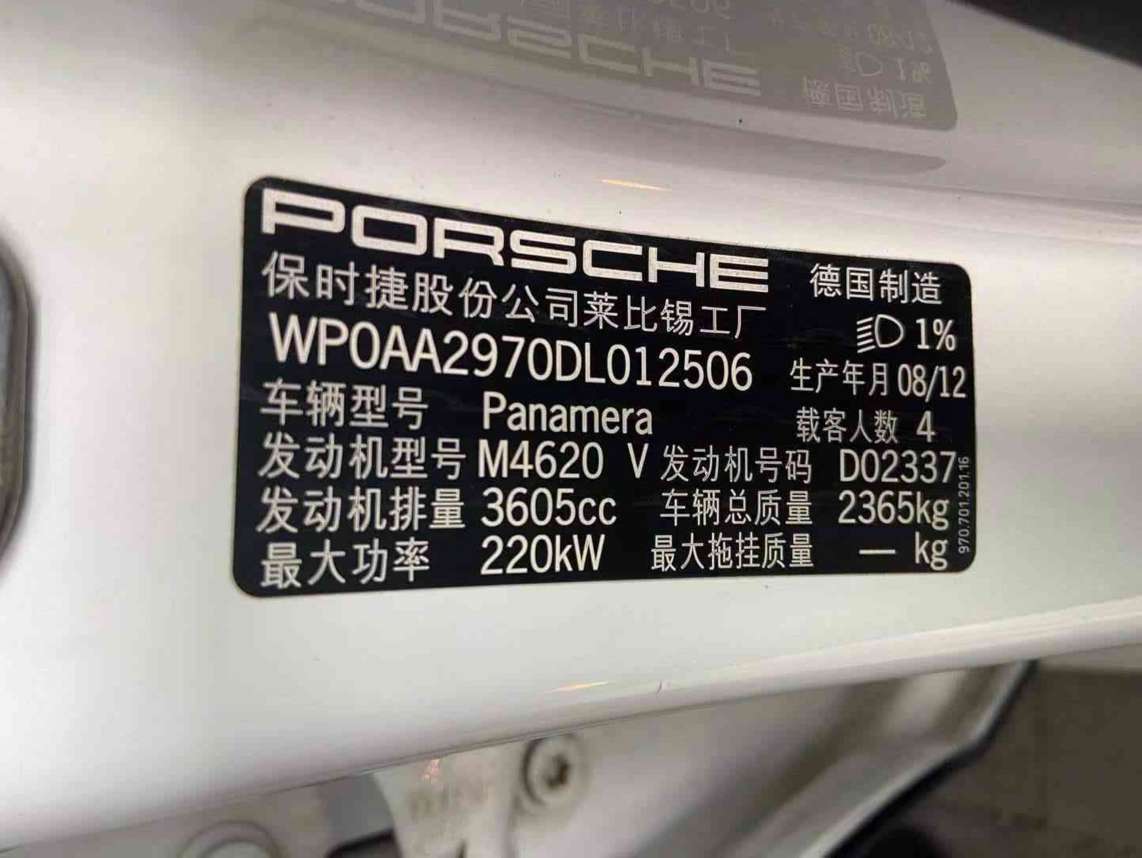 PORSCHE 德国制造
保时捷股份公司莱比锡工厂 1%
WP0AA2970DL012506 生产年月 08/12
车辆型号 Panamera 载客人数 4
发动机型号 M4620 V 发动机号码 D02337
发动机排量 3605cc 车辆总质量 2365kg
最大功率 220kW 最大拖挂质量 — kg
970.701.201.16